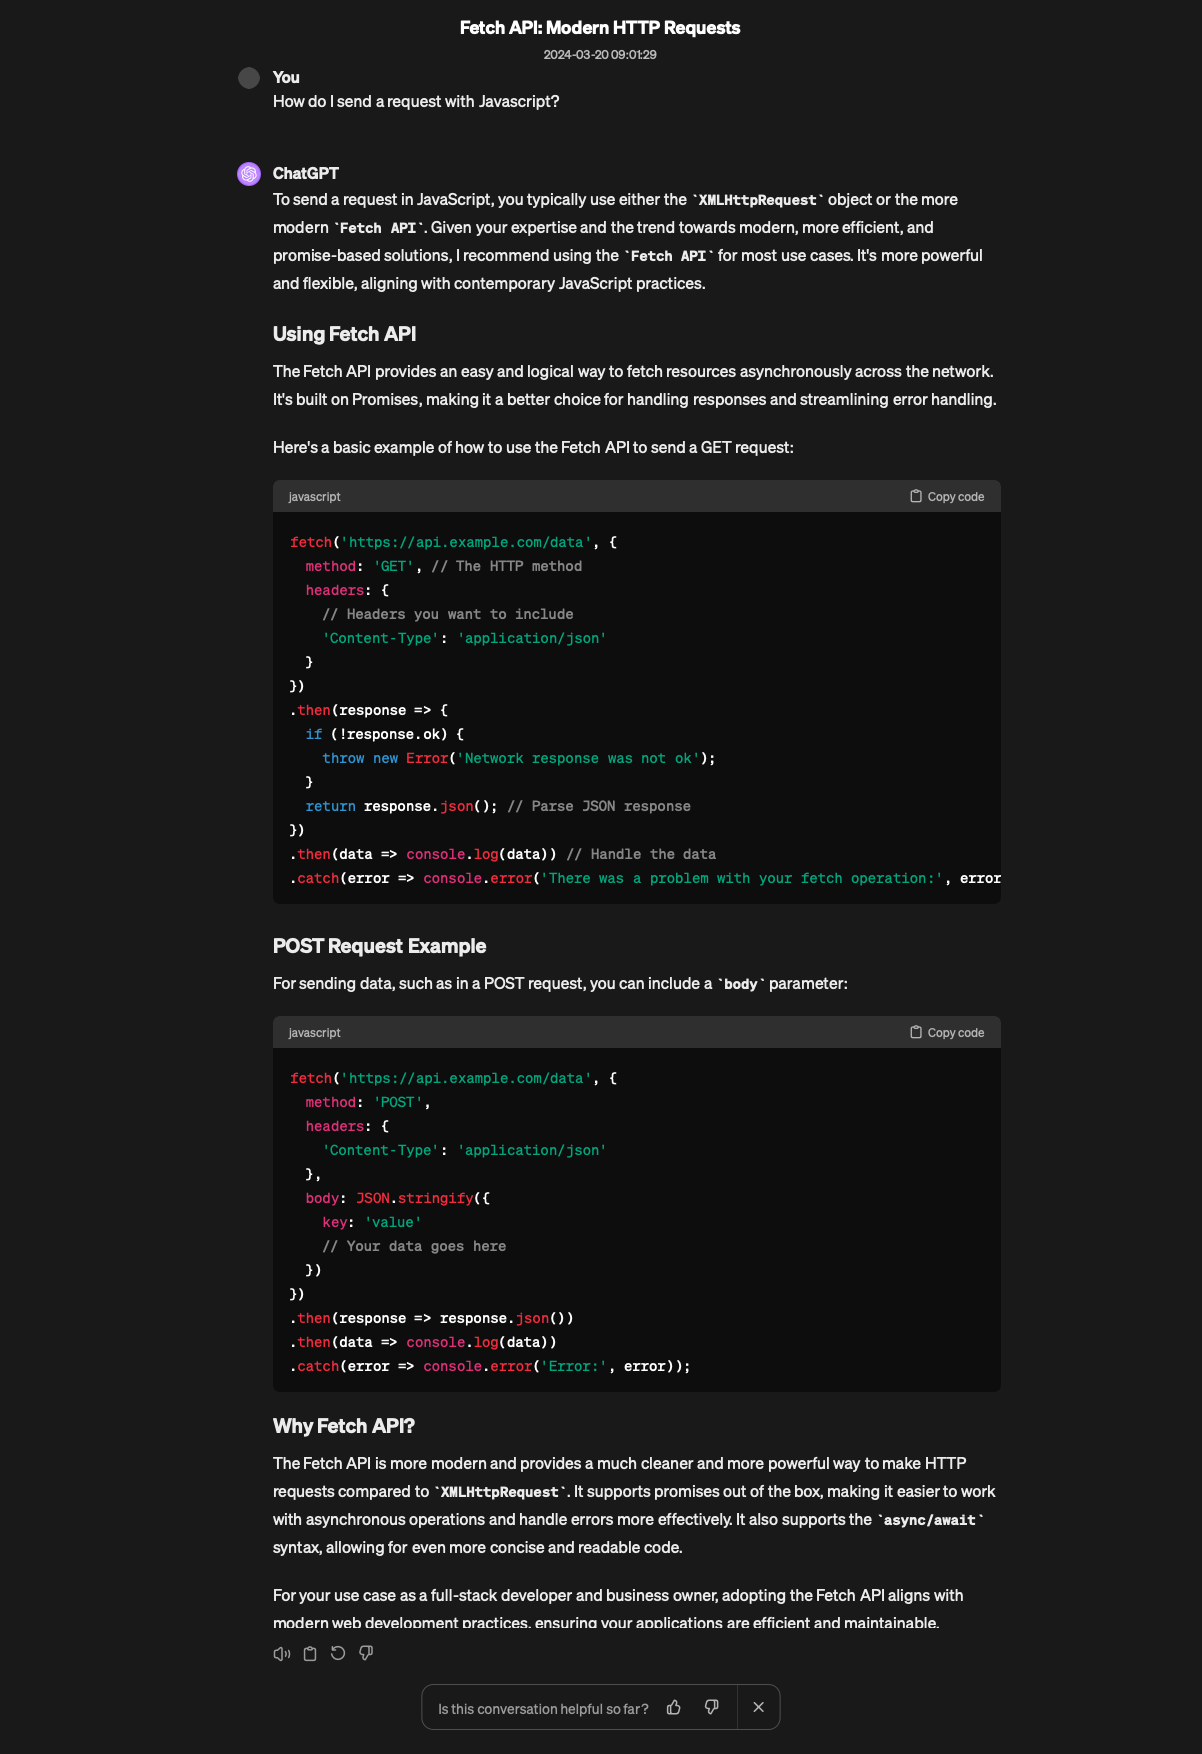 Fetch API: Modern HTTP Requests
2024-03-20 09:01:29
You
How do I send a request with Javascript?
ChatGPT
To send a request in JavaScript, you typically use either the `XMLHttpRequest` object or the more
modern `Fetch API`. Given your expertise and the trend towards modern, more efficient, and
promise-based solutions, I recommend using the `Fetch API` for most use cases. It's more powerful
and flexible, aligning with contemporary JavaScript practices.
Using Fetch API
The Fetch API provides an easy and logical way to fetch resources asynchronously across the network.
It's built on Promises, making it a better choice for handling responses and streamlining error handling.
Here's a basic example of how to use the Fetch API to send a GET request:
javascript Copy code
fetch('https://api.example.com/data', {
  method: 'GET', // The HTTP method
  headers: {
    // Headers you want to include
    'Content-Type': 'application/json'
  }
})
.then(response => {
  if (!response.ok) {
    throw new Error('Network response was not ok');
  }
  return response.json(); // Parse JSON response
})
.then(data => console.log(data)) // Handle the data
.catch(error => console.error('There was a problem with your fetch operation:', error
POST Request Example
For sending data, such as in a POST request, you can include a `body` parameter:
javascript Copy code
fetch('https://api.example.com/data', {
  method: 'POST',
  headers: {
    'Content-Type': 'application/json'
  },
  body: JSON.stringify({
    key: 'value'
    // Your data goes here
  })
})
.then(response => response.json())
.then(data => console.log(data))
.catch(error => console.error('Error:', error));
Why Fetch API?
The Fetch API is more modern and provides a much cleaner and more powerful way to make HTTP
requests compared to `XMLHttpRequest`. It supports promises out of the box, making it easier to work
with asynchronous operations and handle errors more effectively. It also supports the `async/await`
syntax, allowing for even more concise and readable code.
For your use case as a full-stack developer and business owner, adopting the Fetch API aligns with
modern web development practices, ensuring your applications are efficient and maintainable.
Is this conversation helpful so far?